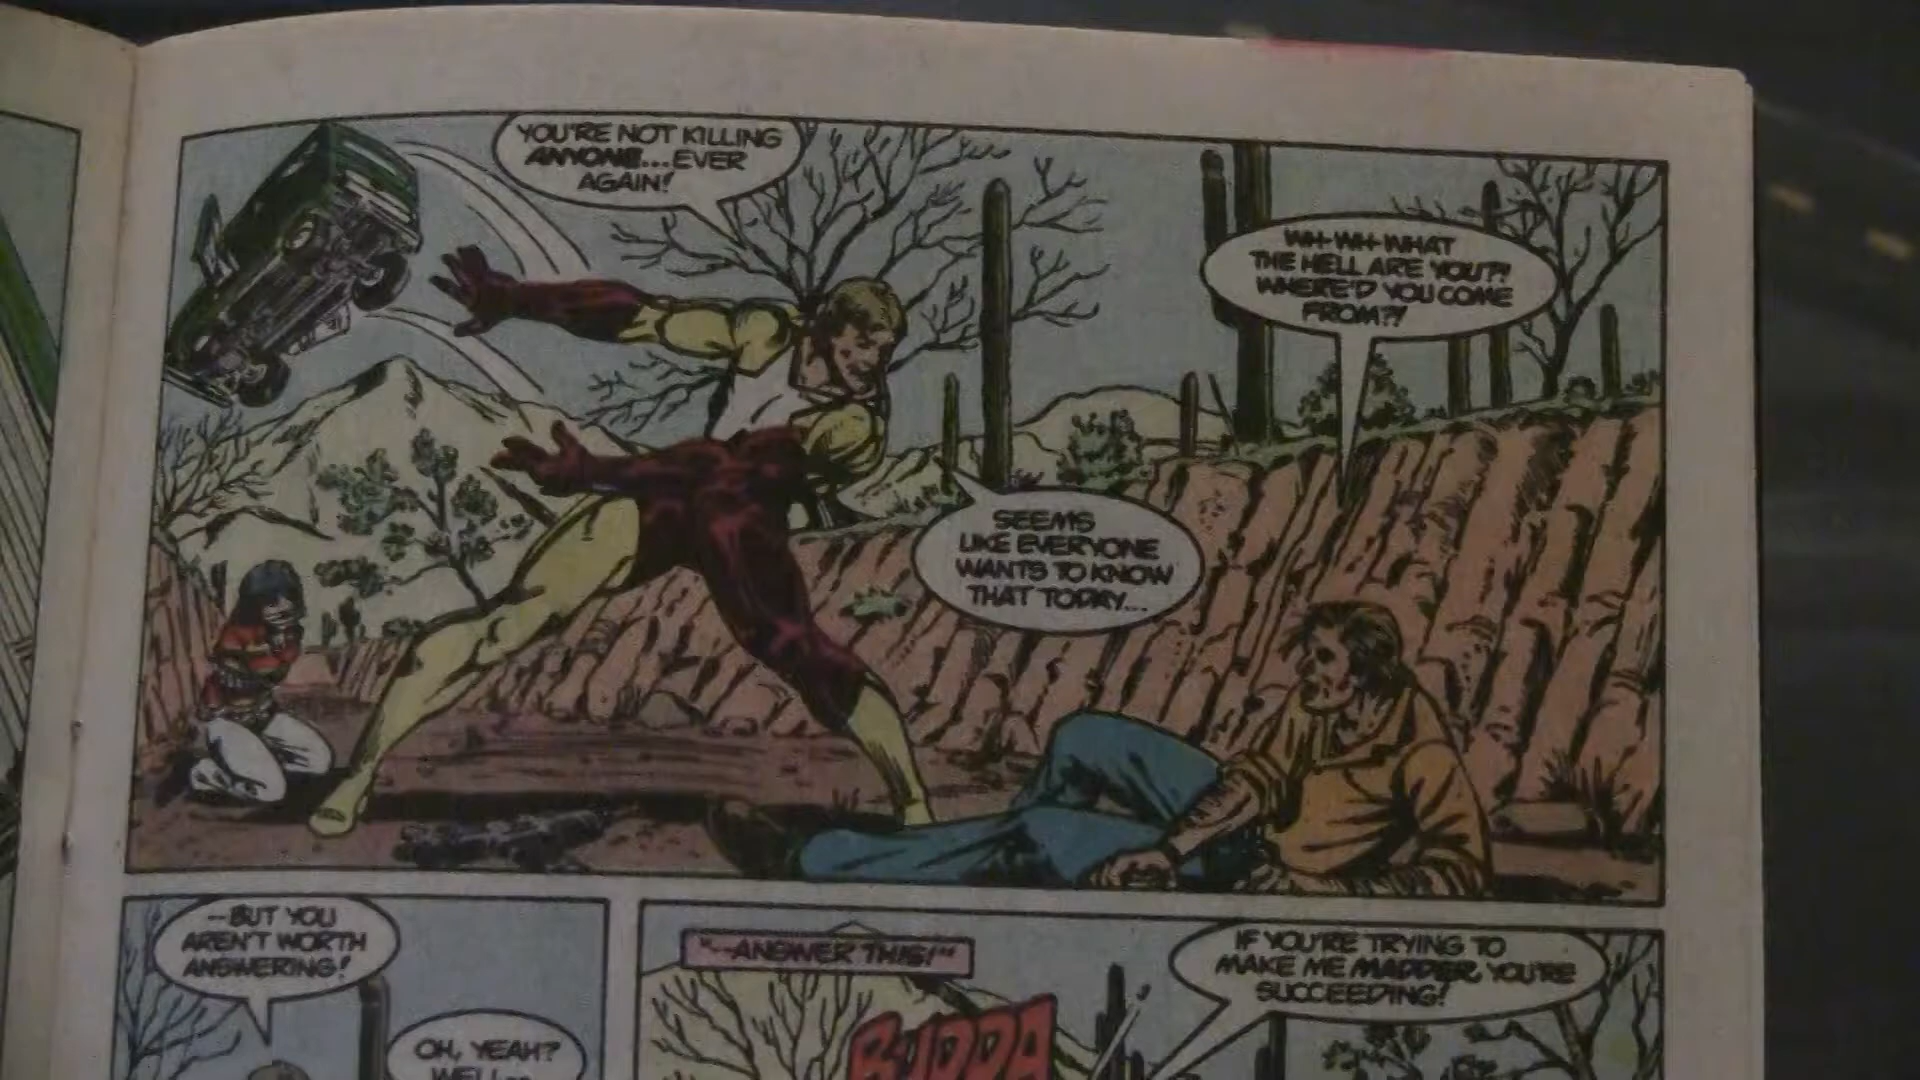 YOU'RE NOT KILLING
ANYONE...EVER
AGAIN!
WH-WH-WHAT
THE HELL ARE YOU?!
WHERE'D YOU COME
FROM?!
SEEMS
LIKE EVERYONE
WANTS TO KNOW
THAT TODAY...
--BUT YOU
AREN'T WORTH
ANSWERING!
OH, YEAH?
WELL--
"--ANSWER THIS!"
IF YOU'RE TRYING TO
MAKE ME MADDER, YOU'RE
SUCCEEDING!
BUDDA